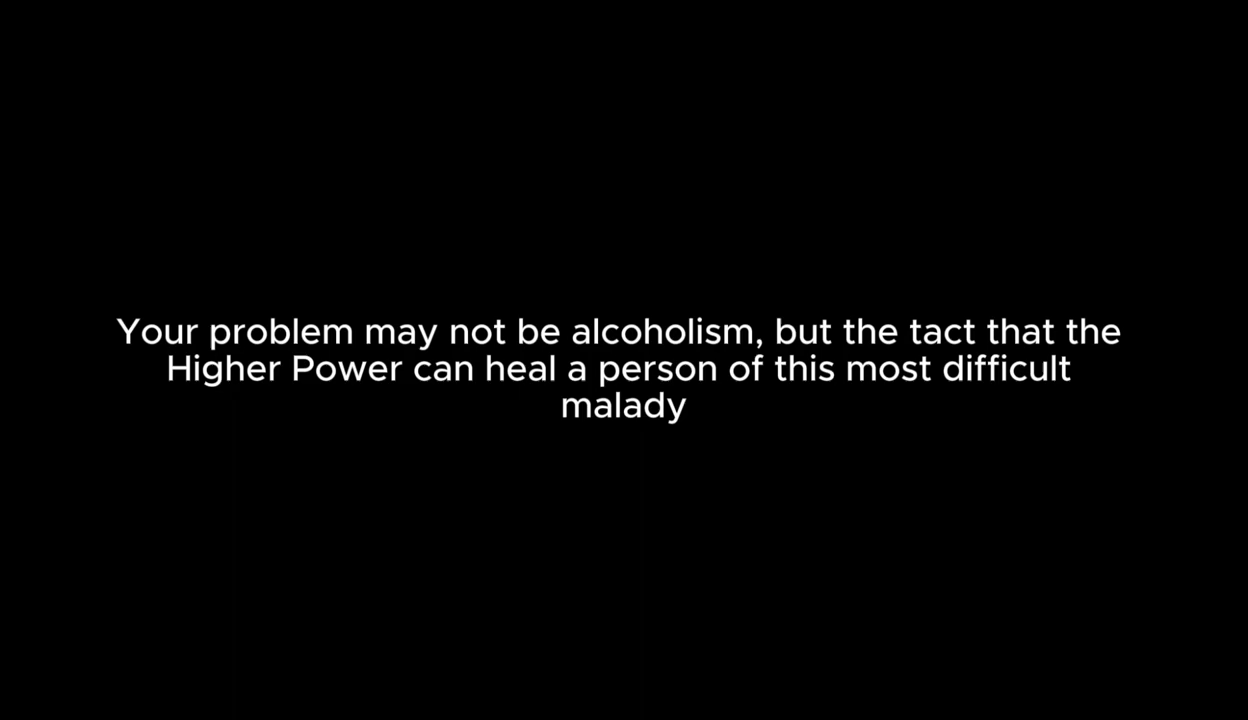 Your problem may not be alcoholism, but the tact that the
Higher Power can heal a person of this most difficult
malady